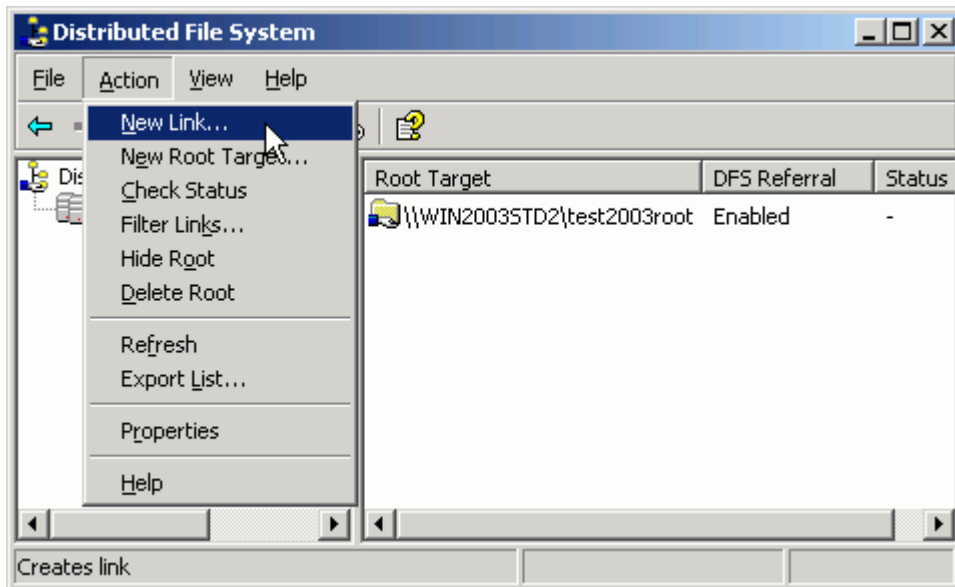 Distributed File System
File Action View Help
New Link...
New Root Target...
Check Status
Filter Links...
Hide Root
Delete Root
Refresh
Export List...
Properties
Help
Dis
Root Target DFS Referral Status
\\WIN2003STD2\test2003root Enabled -
Creates link